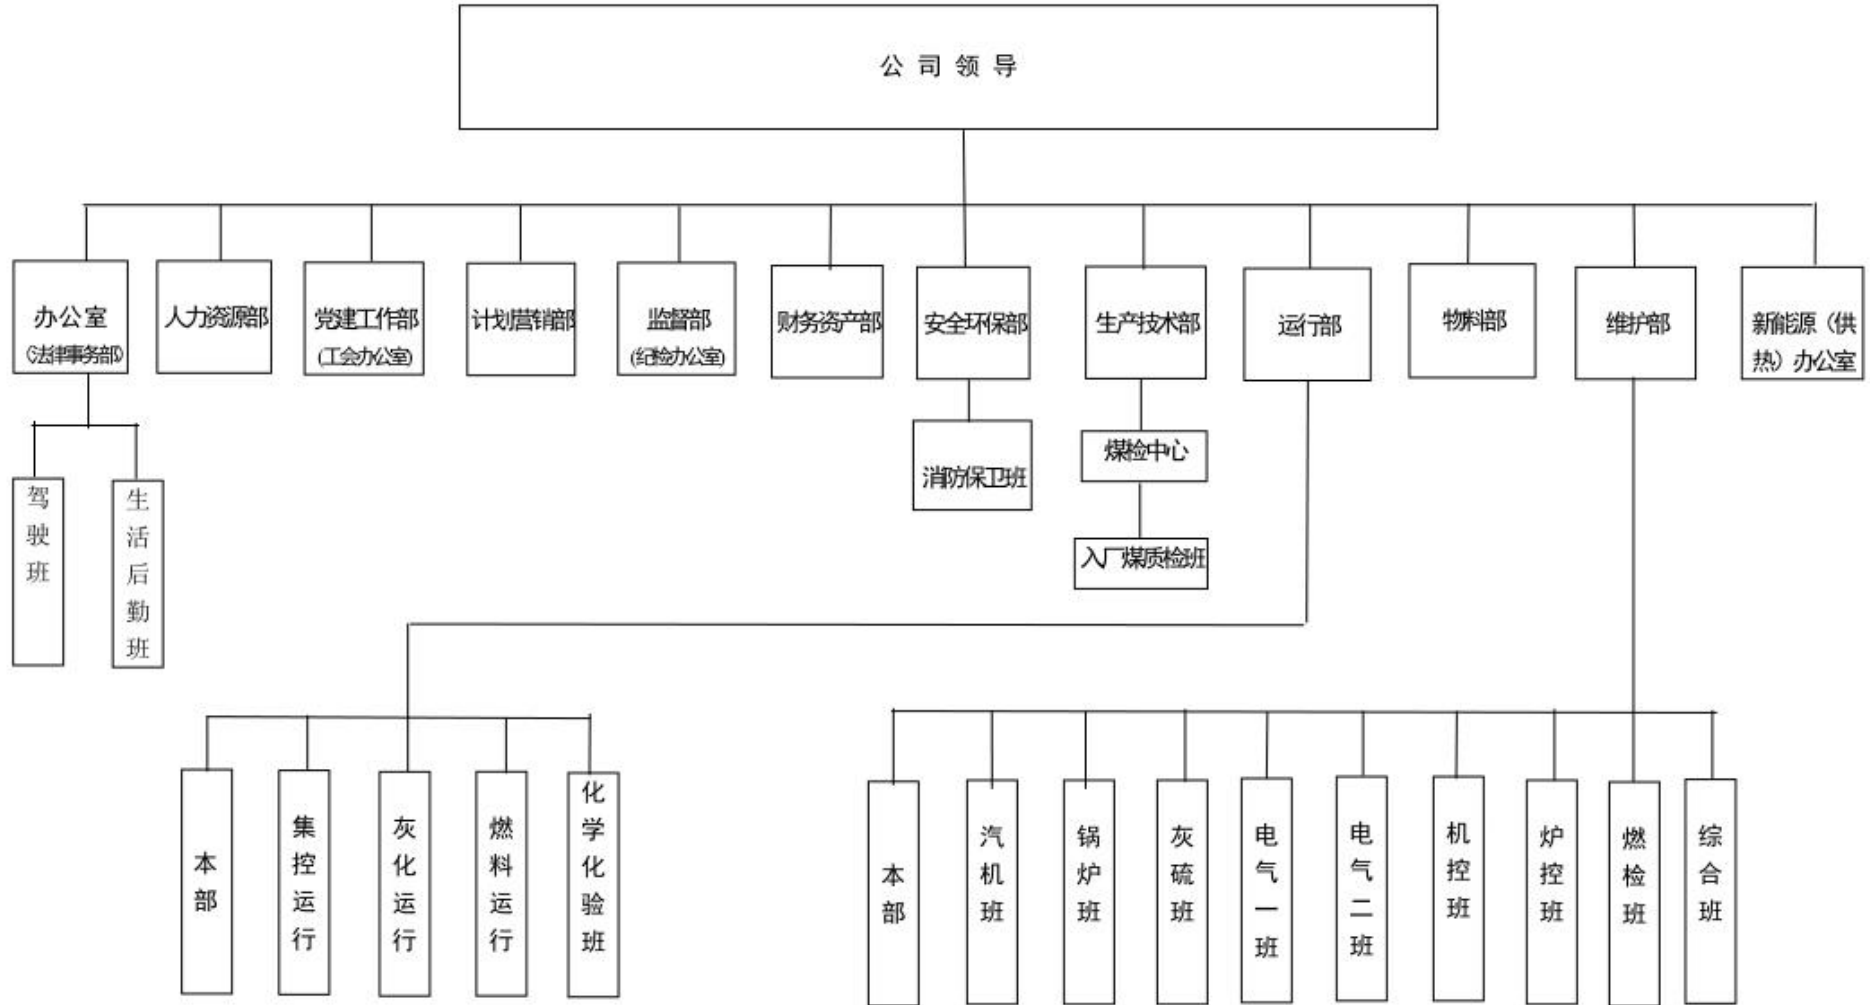 公司领导
办公室
（法律事务部）
人力资源部
党建工作部
(工会办公室)
计划营销部
监督部
(纪检办公室)
财务资产部
安全环保部
生产技术部
运行部
物料部
维护部
新能源（供
热）办公室
消防保卫班
煤检中心
入厂煤质检班
驾驶班
生活后勤班
本部
集控运行
灰化运行
燃料运行
化学化验班
本部
汽机班
锅炉班
灰硫班
电气一班
电气二班
机控班
炉控班
燃检班
综合班